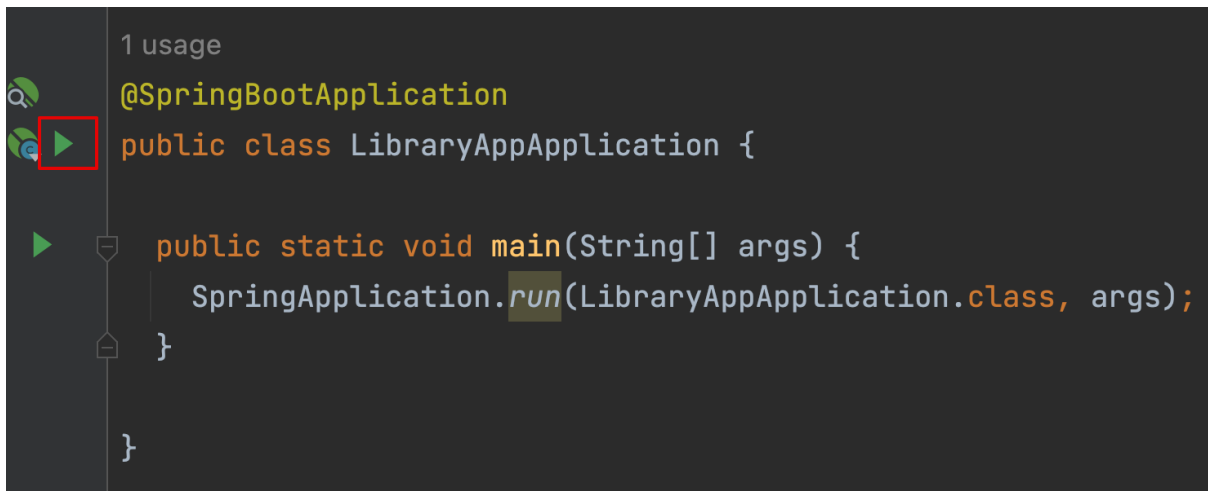 1 usage
@SpringBootApplication
public class LibraryAppApplication {
public static void main(String[] args) {
SpringApplication.run(LibraryAppApplication.class, args);
}
}